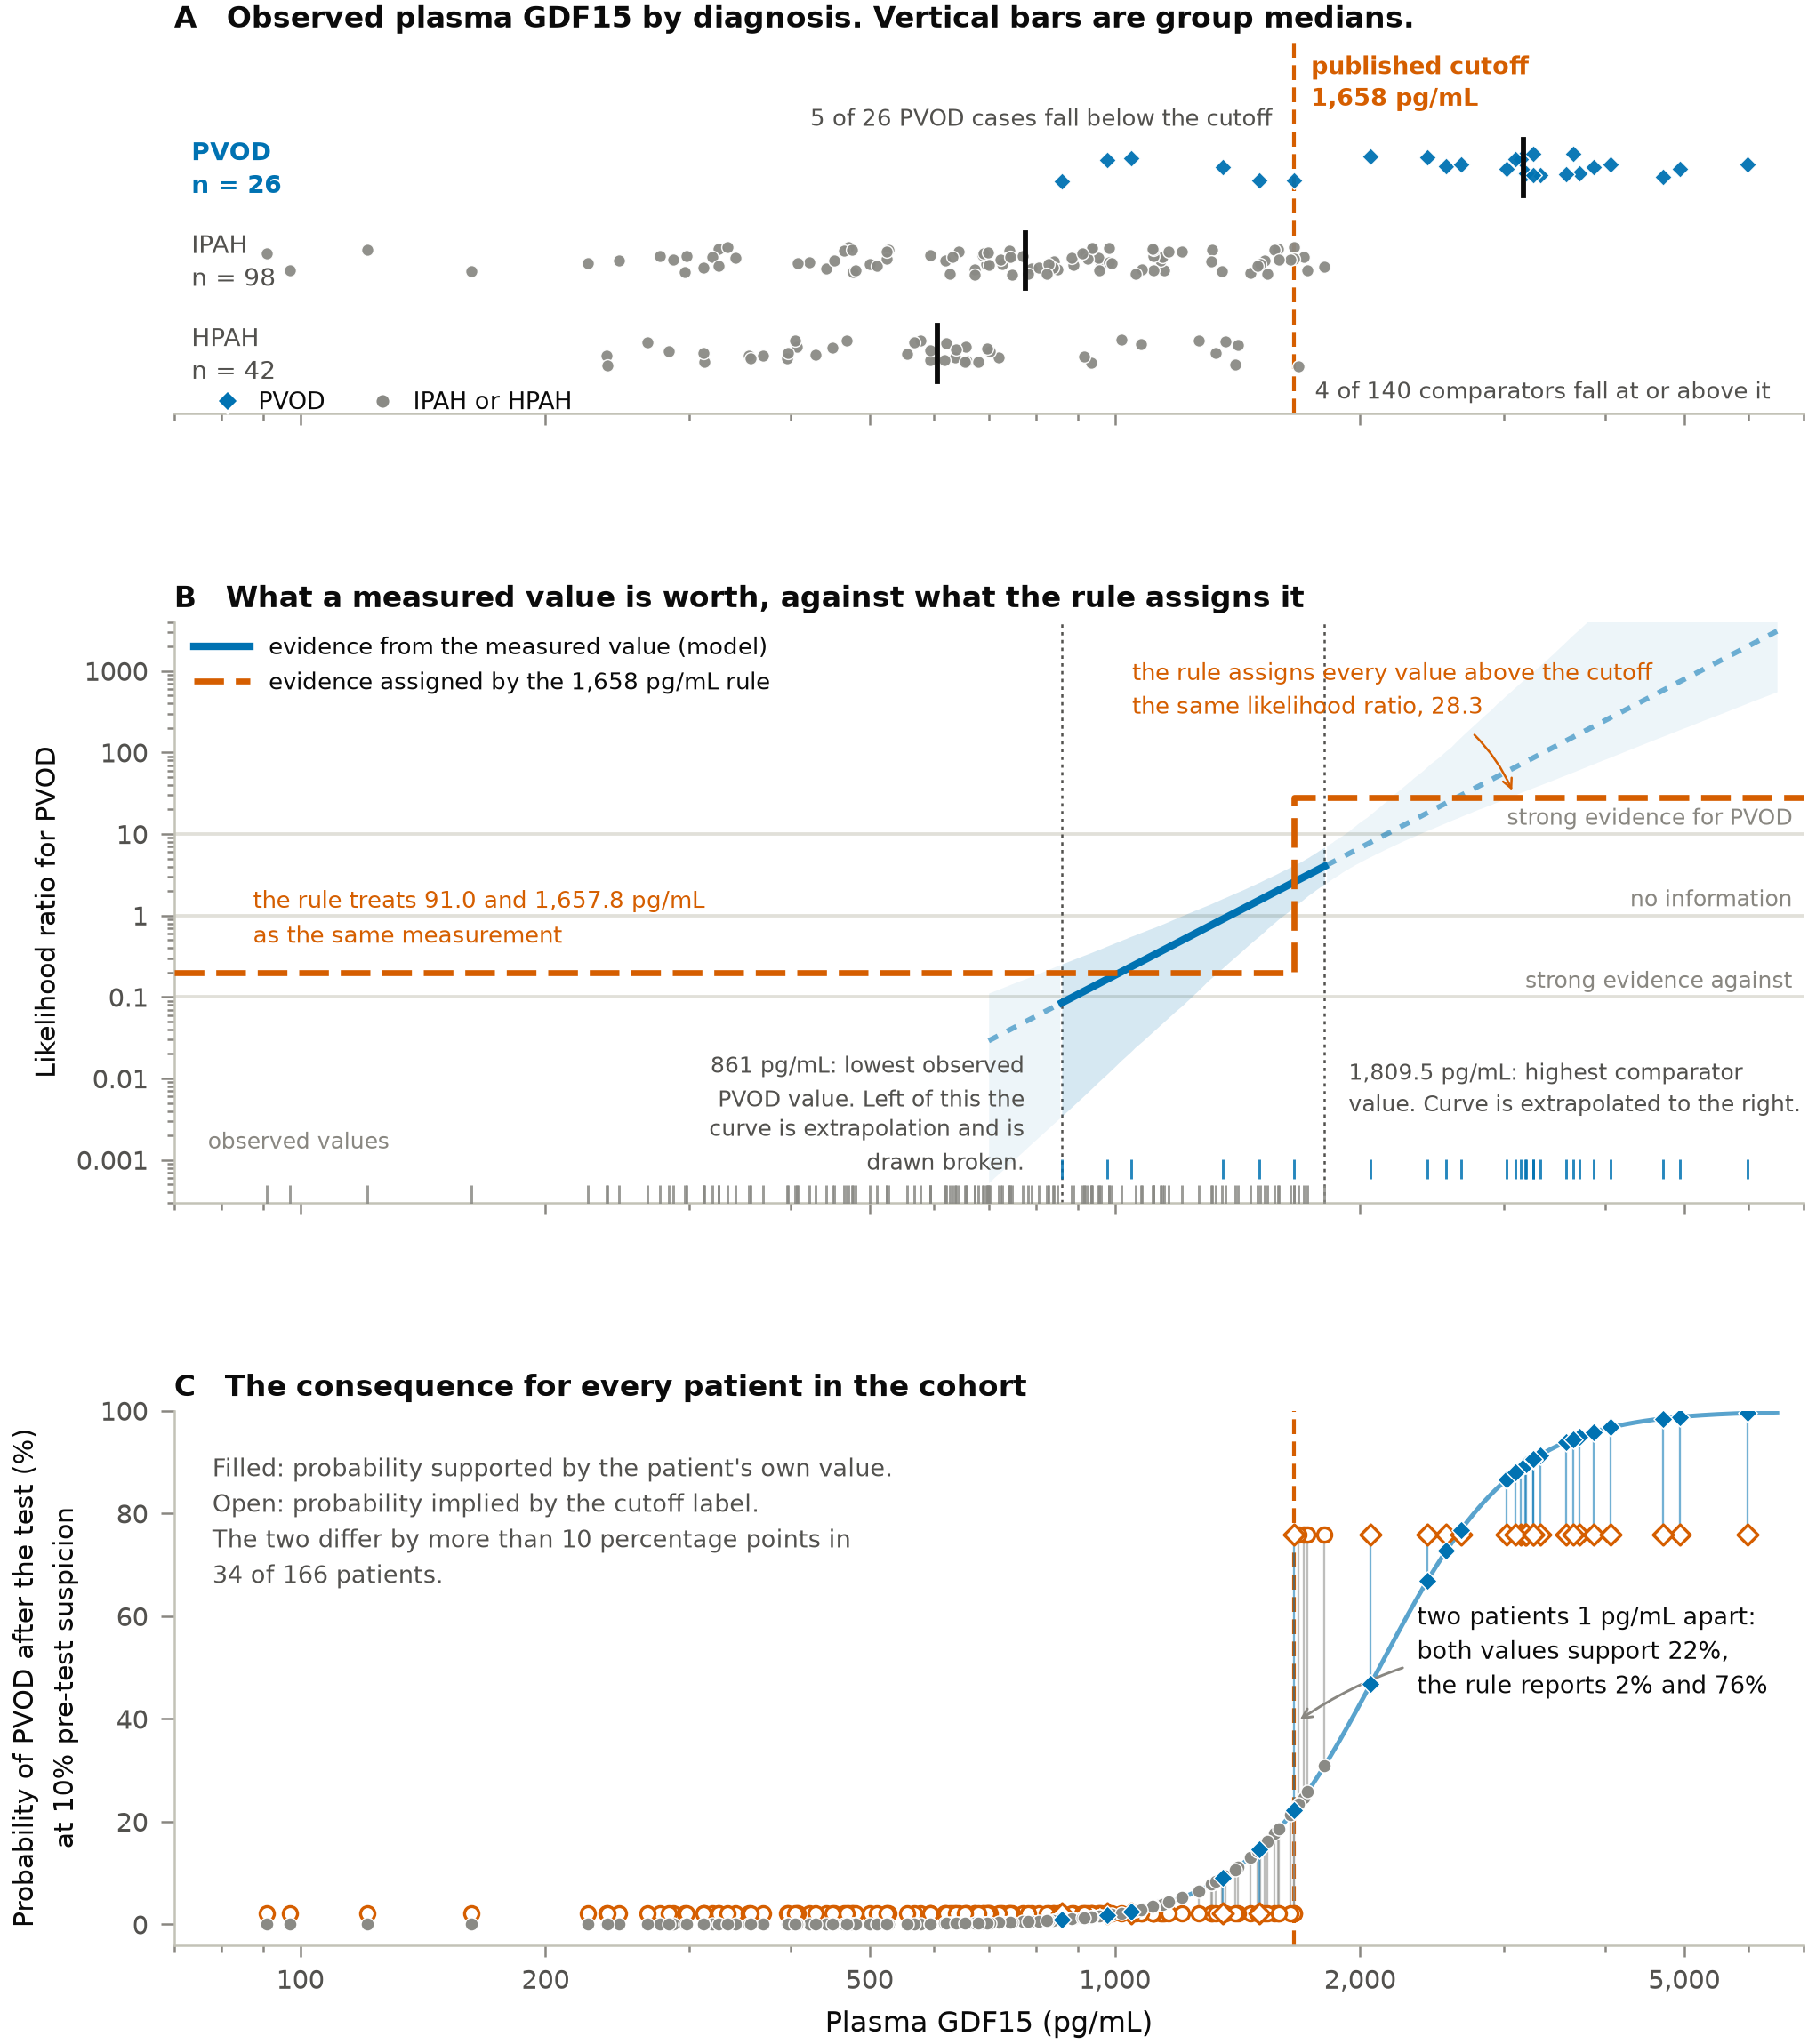 A Observed plasma GDF15 by diagnosis. Vertical bars are group medians.
published cutoff
1,658 pg/mL
5 of 26 PVOD cases fall below the cutoff
PVOD
n = 26
IPAH
n = 98
HPAH
n = 42
4 of 140 comparators fall at or above it
PVOD
IPAH or HPAH
B What a measured value is worth, against what the rule assigns it
evidence from the measured value (model)
evidence assigned by the 1,658 pg/mL rule
the rule assigns every value above the cutoff
the same likelihood ratio, 28.3
1000
100
10
1
0.1
0.01
0.001
Likelihood ratio for PVOD
strong evidence for PVOD
the rule treats 91.0 and 1,657.8 pg/mL
as the same measurement
no information
strong evidence against
861 pg/mL: lowest observed
PVOD value. Left of this the
curve is extrapolation and is
drawn broken.
1,809.5 pg/mL: highest comparator
value. Curve is extrapolated to the right.
observed values
C The consequence for every patient in the cohort
100
80
60
40
20
0
Probability of PVOD after the test (%)
at 10% pre-test suspicion
Filled: probability supported by the patient's own value.
Open: probability implied by the cutoff label.
The two differ by more than 10 percentage points in
34 of 166 patients.
two patients 1 pg/mL apart:
both values support 22%,
the rule reports 2% and 76%
100
200
500
1,000
2,000
5,000
Plasma GDF15 (pg/mL)